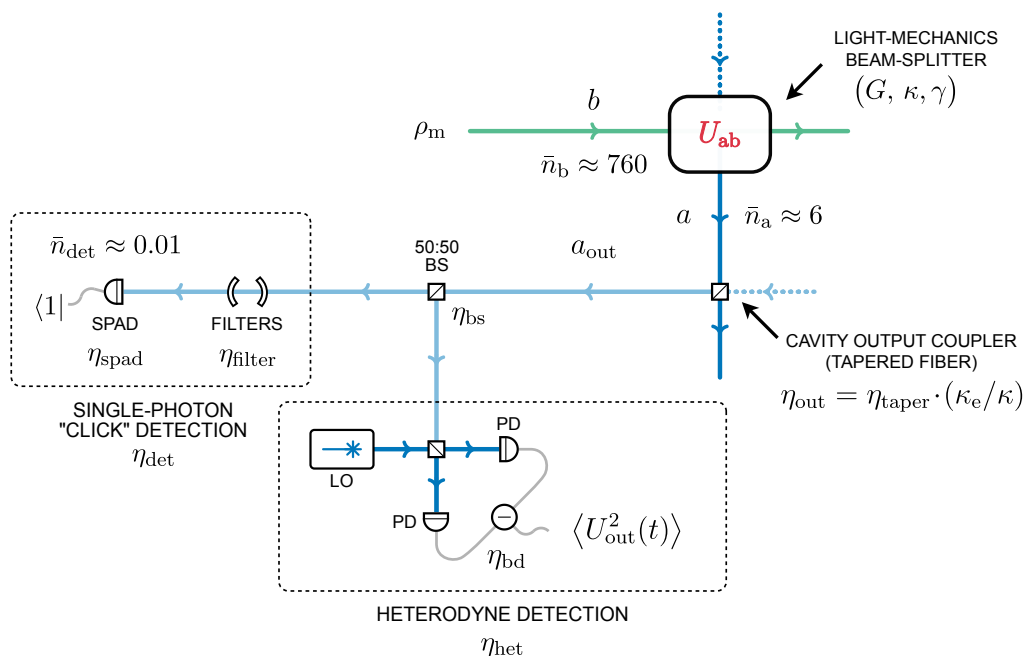 LIGHT-MECHANICS
BEAM-SPLITTER
(G, κ, γ)
b
ρ_m
U_ab
n̄_b ≈ 760
a
n̄_a ≈ 6
n̄_det ≈ 0.01
50:50
BS
a_out
⟨1|
SPAD
FILTERS
η_bs
η_spad
η_filter
CAVITY OUTPUT COUPLER
(TAPERED FIBER)
η_out = η_taper·(κ_e/κ)
SINGLE-PHOTON
"CLICK" DETECTION
η_det
PD
LO
PD
−
⟨U²_out(t)⟩
η_bd
HETERODYNE DETECTION
η_het